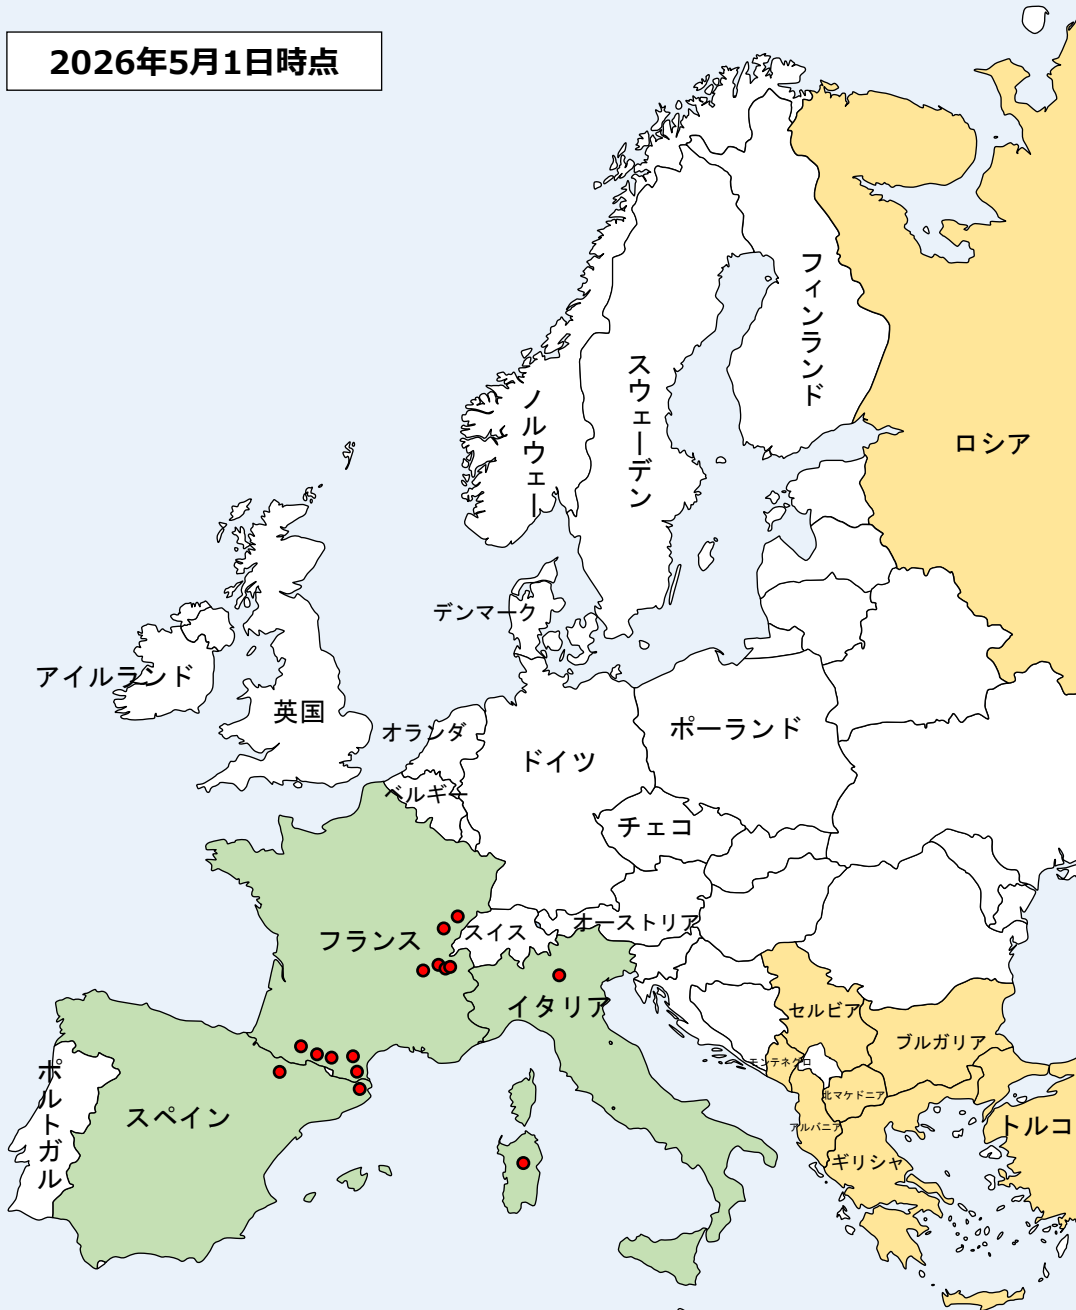 2026年5月1日時点
フィンランド
スウェーデン
ノルウェー
ロシア
デンマーク
アイルランド
英国
オランダ
ベルギー
ドイツ
ポーランド
チェコ
フランス
スイス
オーストリア
イタリア
セルビア
ブルガリア
モンテネグロ
北マケドニア
アルバニア
ギリシャ
トルコ
ポルトガル
スペイン